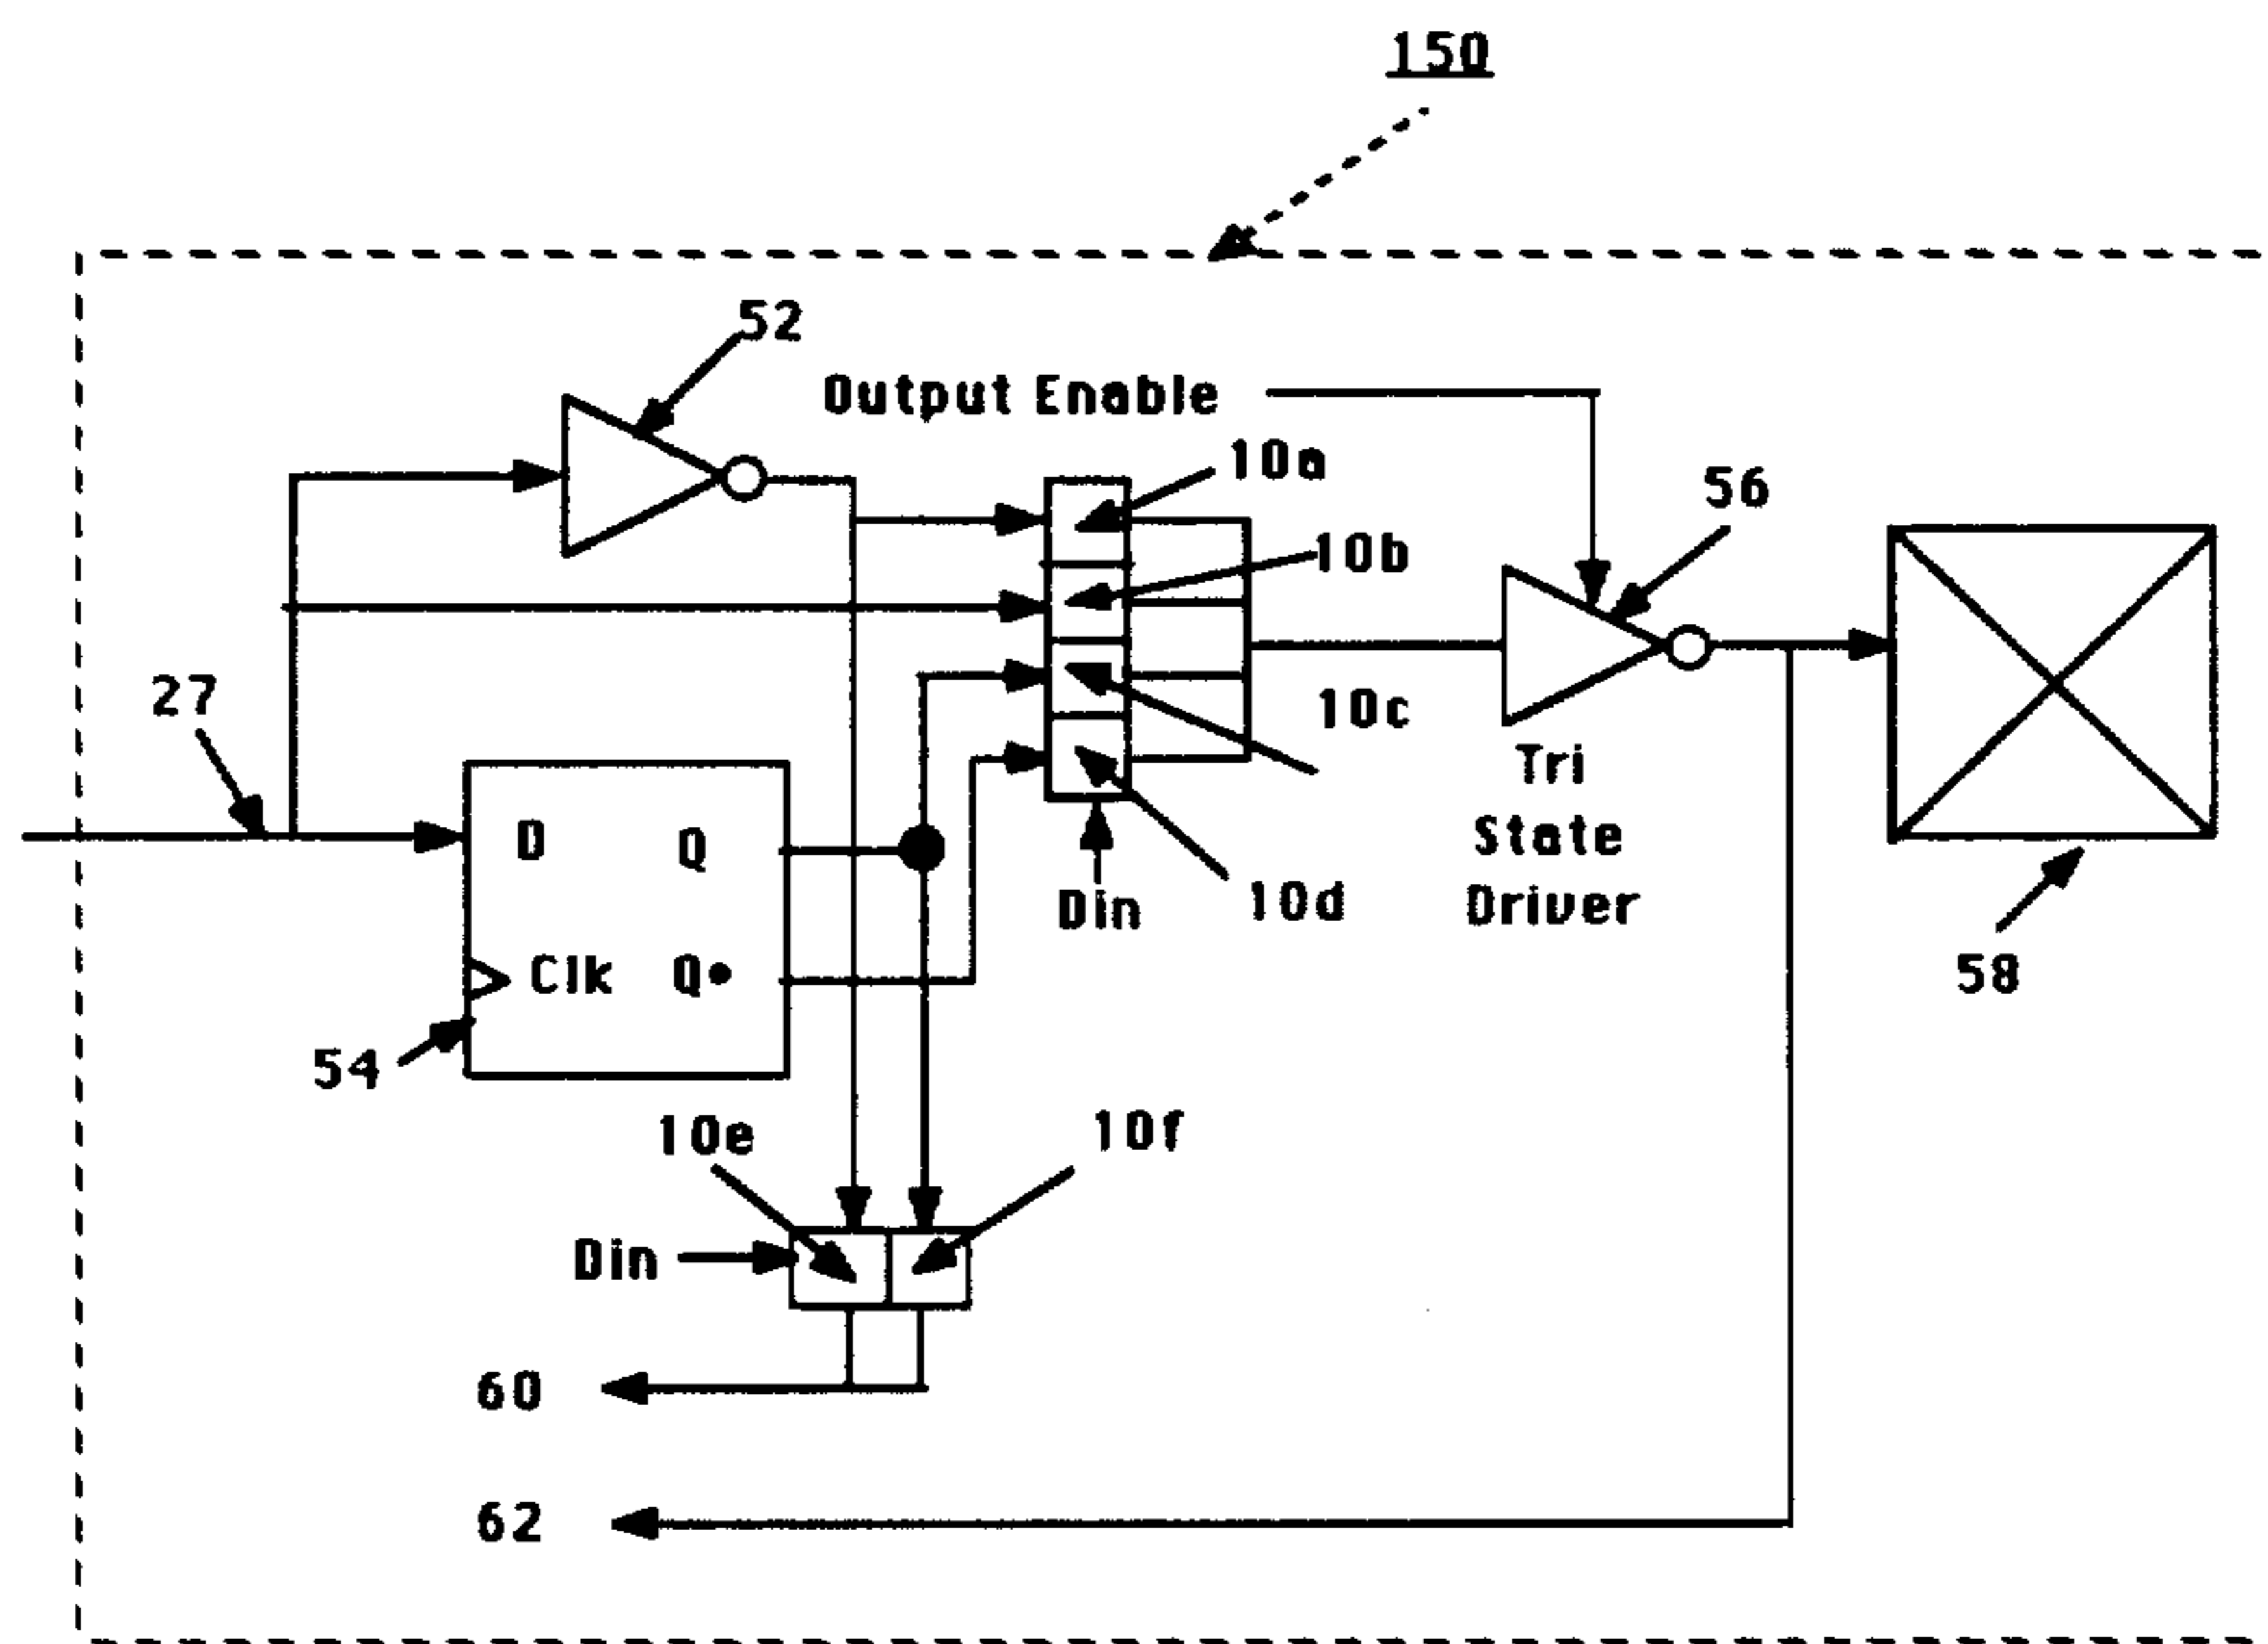 150
52
Output Enable
10a
56
10b
27
10c
Tri
State
Driver
D Q
Din
10d
Clk Q•
58
54
10e
10f
Din
60
62